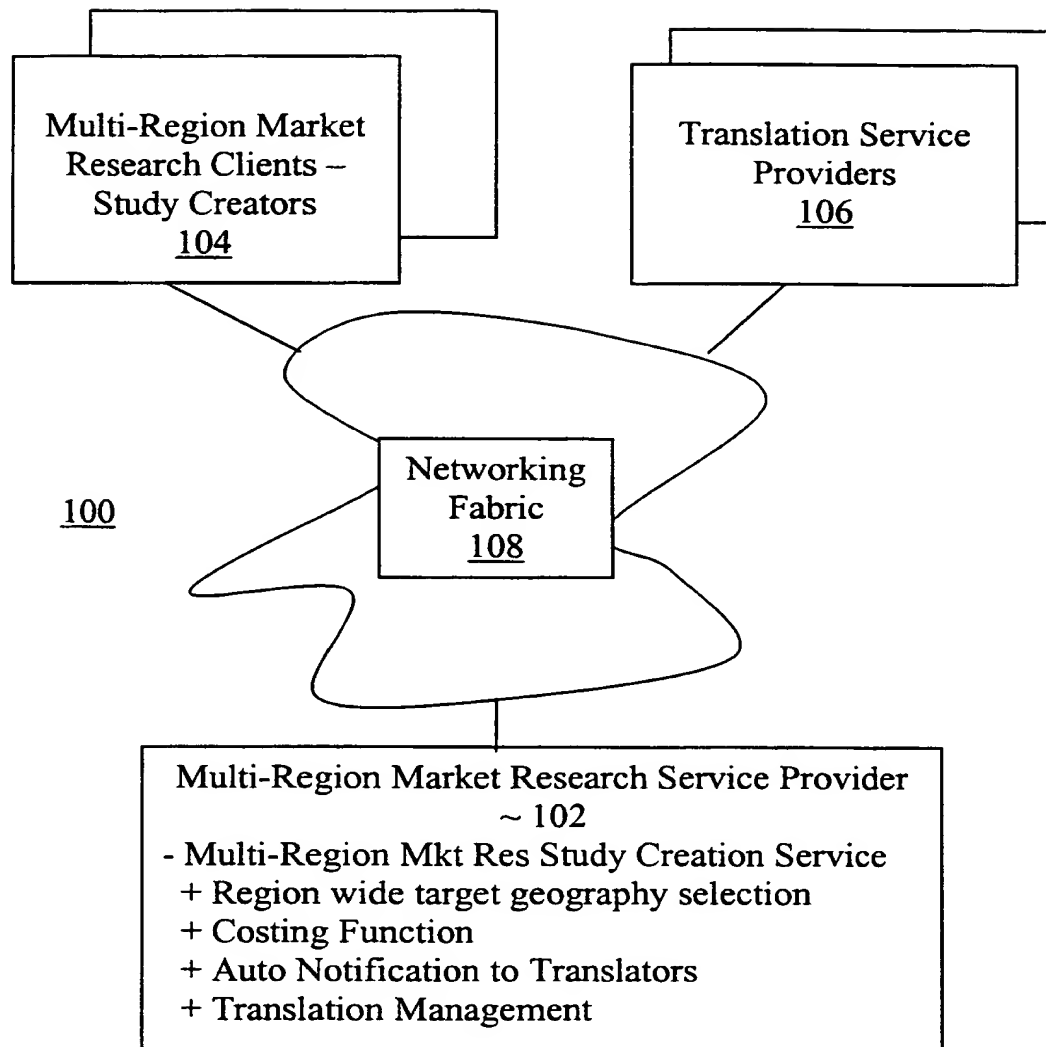 Multi-Region Market
Research Clients –
Study Creators
104
Translation Service
Providers
106
100
Networking
Fabric
108
Multi-Region Market Research Service Provider
~ 102
- Multi-Region Mkt Res Study Creation Service
+ Region wide target geography selection
+ Costing Function
+ Auto Notification to Translators
+ Translation Management